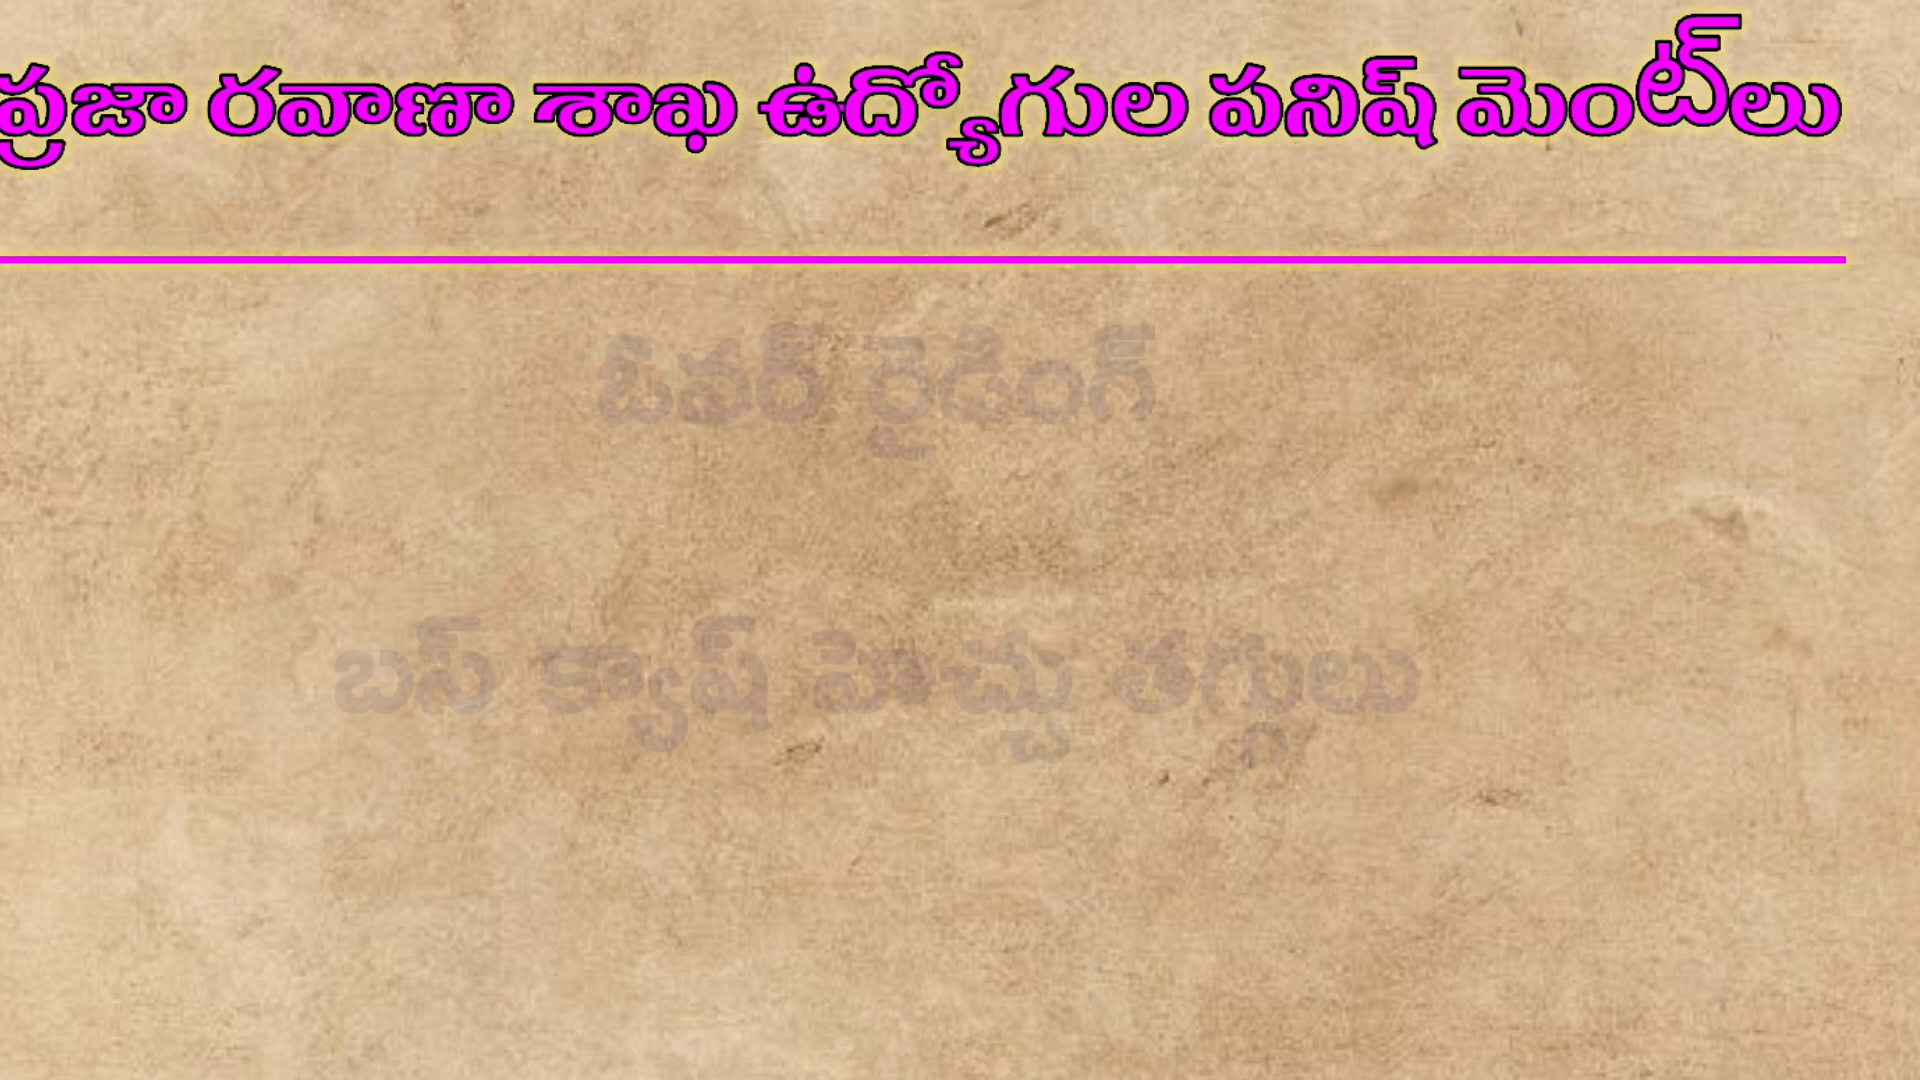 ప్రజా రవాణా శాఖ ఉద్యోగుల పనిష్ మెంట్‌లు
ఓవర్ రైడింగ్
బస్ క్యాష్ హెచ్చు తగ్గులు